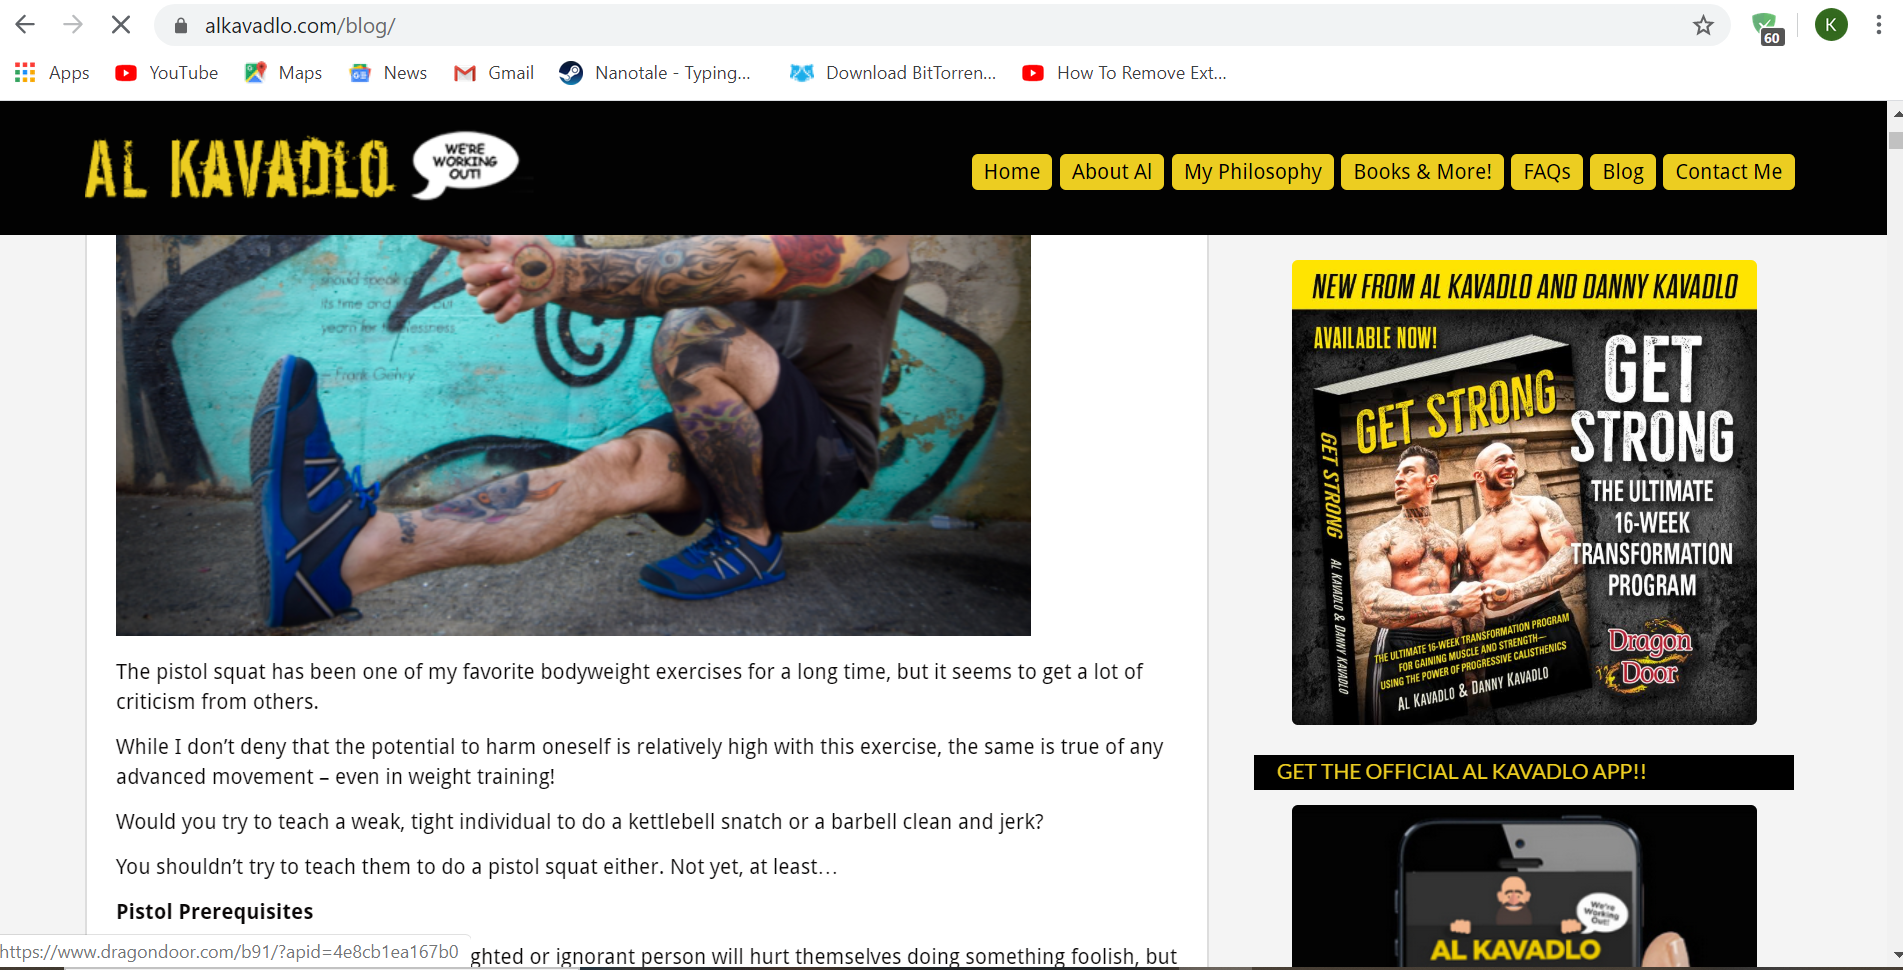 alkavadlo.com/blog/
60
K
Apps
YouTube
Maps
News
Gmail
Nanotale - Typing...
Download BitTorren...
How To Remove Ext...
AL KAVADLO
WE'RE
WORKING
OUT!
Home
About Al
My Philosophy
Books & More!
FAQs
Blog
Contact Me
should speak
its time and but
yearn for
– Frank Gehry
The pistol squat has been one of my favorite bodyweight exercises for a long time, but it seems to get a lot of
criticism from others.
While I don’t deny that the potential to harm oneself is relatively high with this exercise, the same is true of any
advanced movement – even in weight training!
Would you try to teach a weak, tight individual to do a kettlebell snatch or a barbell clean and jerk?
You shouldn’t try to teach them to do a pistol squat either. Not yet, at least…
Pistol Prerequisites
ghted or ignorant person will hurt themselves doing something foolish, but
https://www.dragondoor.com/b91/?apid=4e8cb1ea167b0
NEW FROM AL KAVADLO AND DANNY KAVADLO
AVAILABLE NOW!
GET
STRONG
THE ULTIMATE
16-WEEK
TRANSFORMATION
PROGRAM
Dragon
Door
GET STRONG
GET STRONG
AL KAVADLO & DANNY KAVADLO
THE ULTIMATE 16-WEEK TRANSFORMATION PROGRAM
FOR GAINING MUSCLE AND STRENGTH—
USING THE POWER OF PROGRESSIVE CALISTHENICS
AL KAVADLO & DANNY KAVADLO
GET THE OFFICIAL AL KAVADLO APP!!
We're
Working
Out!
AL KAVADLO